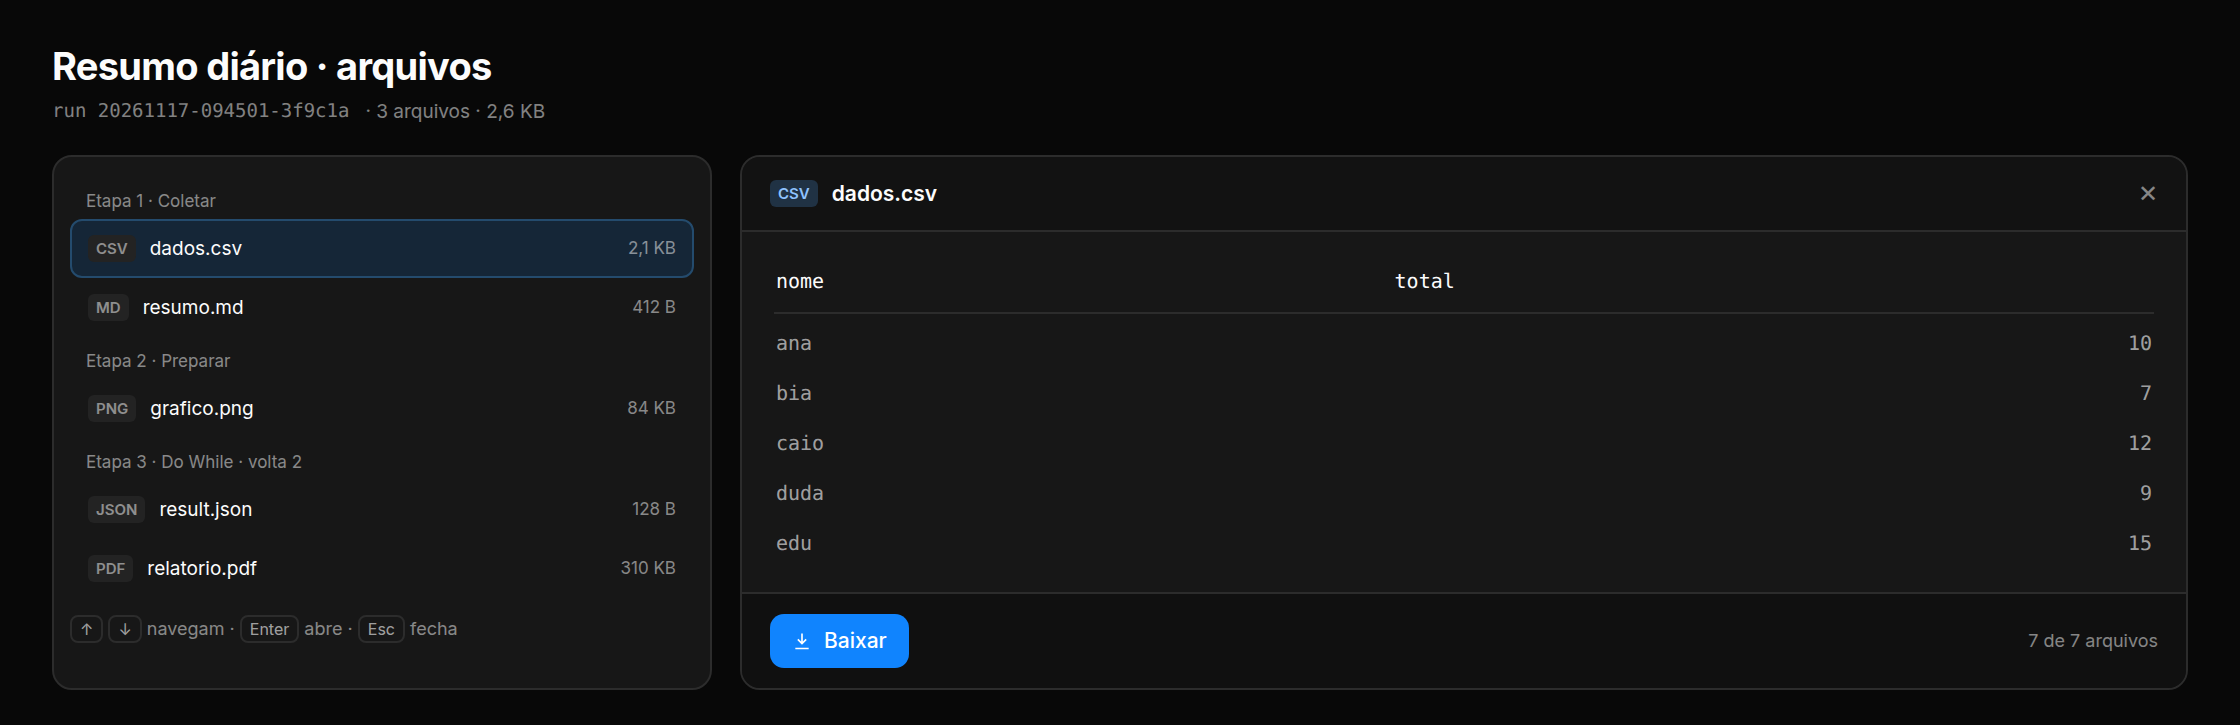 Resumo diário · arquivos
run 20261117-094501-3f9c1a · 3 arquivos · 2,6 KB
Etapa 1 · Coletar
CSV dados.csv 2,1 KB
MD resumo.md 412 B
Etapa 2 · Preparar
PNG grafico.png 84 KB
Etapa 3 · Do While · volta 2
JSON result.json 128 B
PDF relatorio.pdf 310 KB
↑ ↓ navegam · Enter abre · Esc fecha
CSV dados.csv ✕
nome total
ana 10
bia 7
caio 12
duda 9
edu 15
Baixar 7 de 7 arquivos